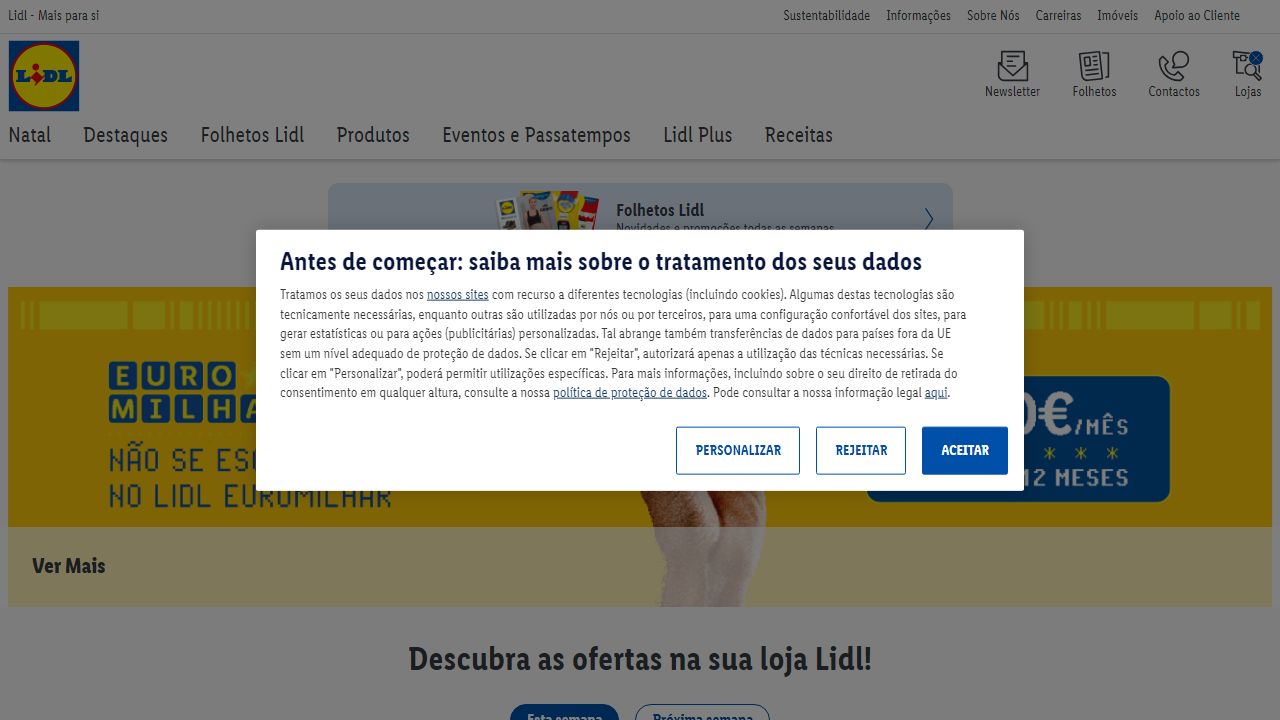 Lidl - Mais para si
Sustentabilidade Informações Sobre Nós Carreiras Imóveis Apoio ao Cliente
LIDL
Newsletter Folhetos Contactos Lojas
Natal Destaques Folhetos Lidl Produtos Eventos e Passatempos Lidl Plus Receitas
Folhetos Lidl
Novidades e promoções todas as semanas
Antes de começar: saiba mais sobre o tratamento dos seus dados
Tratamos os seus dados nos nossos sites com recurso a diferentes tecnologias (incluindo cookies). Algumas destas tecnologias são
tecnicamente necessárias, enquanto outras são utilizadas por nós ou por terceiros, para uma configuração confortável dos sites, para
gerar estatísticas ou para ações (publicitárias) personalizadas. Tal abrange também transferências de dados para países fora da UE
sem um nível adequado de proteção de dados. Se clicar em "Rejeitar", autorizará apenas a utilização das técnicas necessárias. Se
clicar em "Personalizar", poderá permitir utilizações específicas. Para mais informações, incluindo sobre o seu direito de retirada do
consentimento em qualquer altura, consulte a nossa política de proteção de dados. Pode consultar a nossa informação legal aqui.
PERSONALIZAR REJEITAR ACEITAR
EURO
MILHA
NÃO SE ES
NO LIDL EUROMILHAR
0€/MÊS
12 MESES
Ver Mais
Descubra as ofertas na sua loja Lidl!
Esta semana Próxima semana